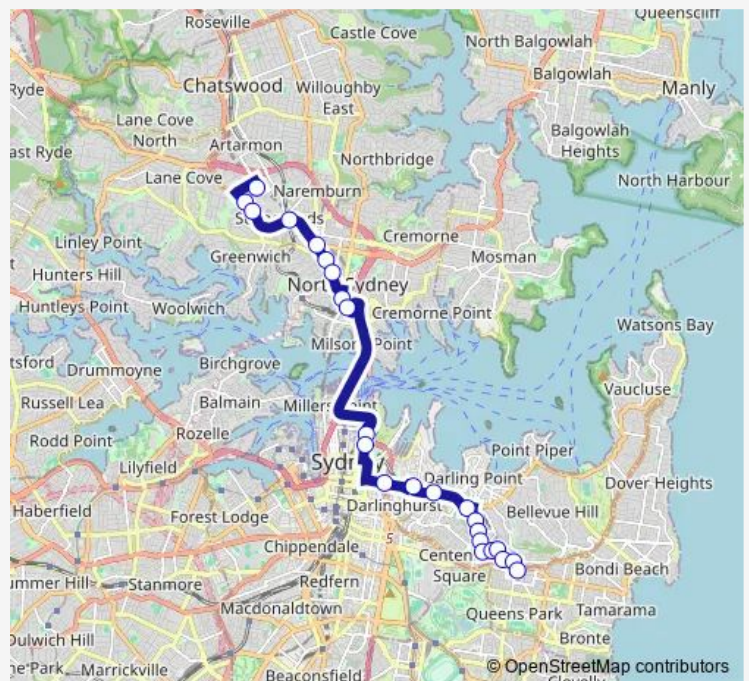 Queenscliff
Roseville
Castle Cove
North Balgowlah
Balgowlah
Chatswood
Willoughby
East
Manly
Ryde
Lane Cove
North
Artarmon
Balgowlah
Heights
ast Ryde
Northbridge
Lane Cove
Naremburn
North Harbour
Linley Point
Cremorne
Greenwich
Mosman
Hunters Hill
North Sydney
Huntleys Point
Woolwich
Cremorne Point
Watsons Bay
Point
tsford
Drummoyne
Birchgrove
Vaucluse
Russell Lea
Balmain
Rodd Point
Rozelle
Point Piper
Lilyfield
Darling Point
Dover Heights
Haberfield
Forest Lodge
Darlinghurst
Bellevue Hill
5
Chippendale
Square
Bondi Beach
ummer Hill
Stanmore
Redfern
Macdonaldtown
Queens Park
Tamarama
Dulwich Hill
Bronte
ne Park
Marrickville
Beaconsfield
Clovelly
© OpenStreetMap contributors